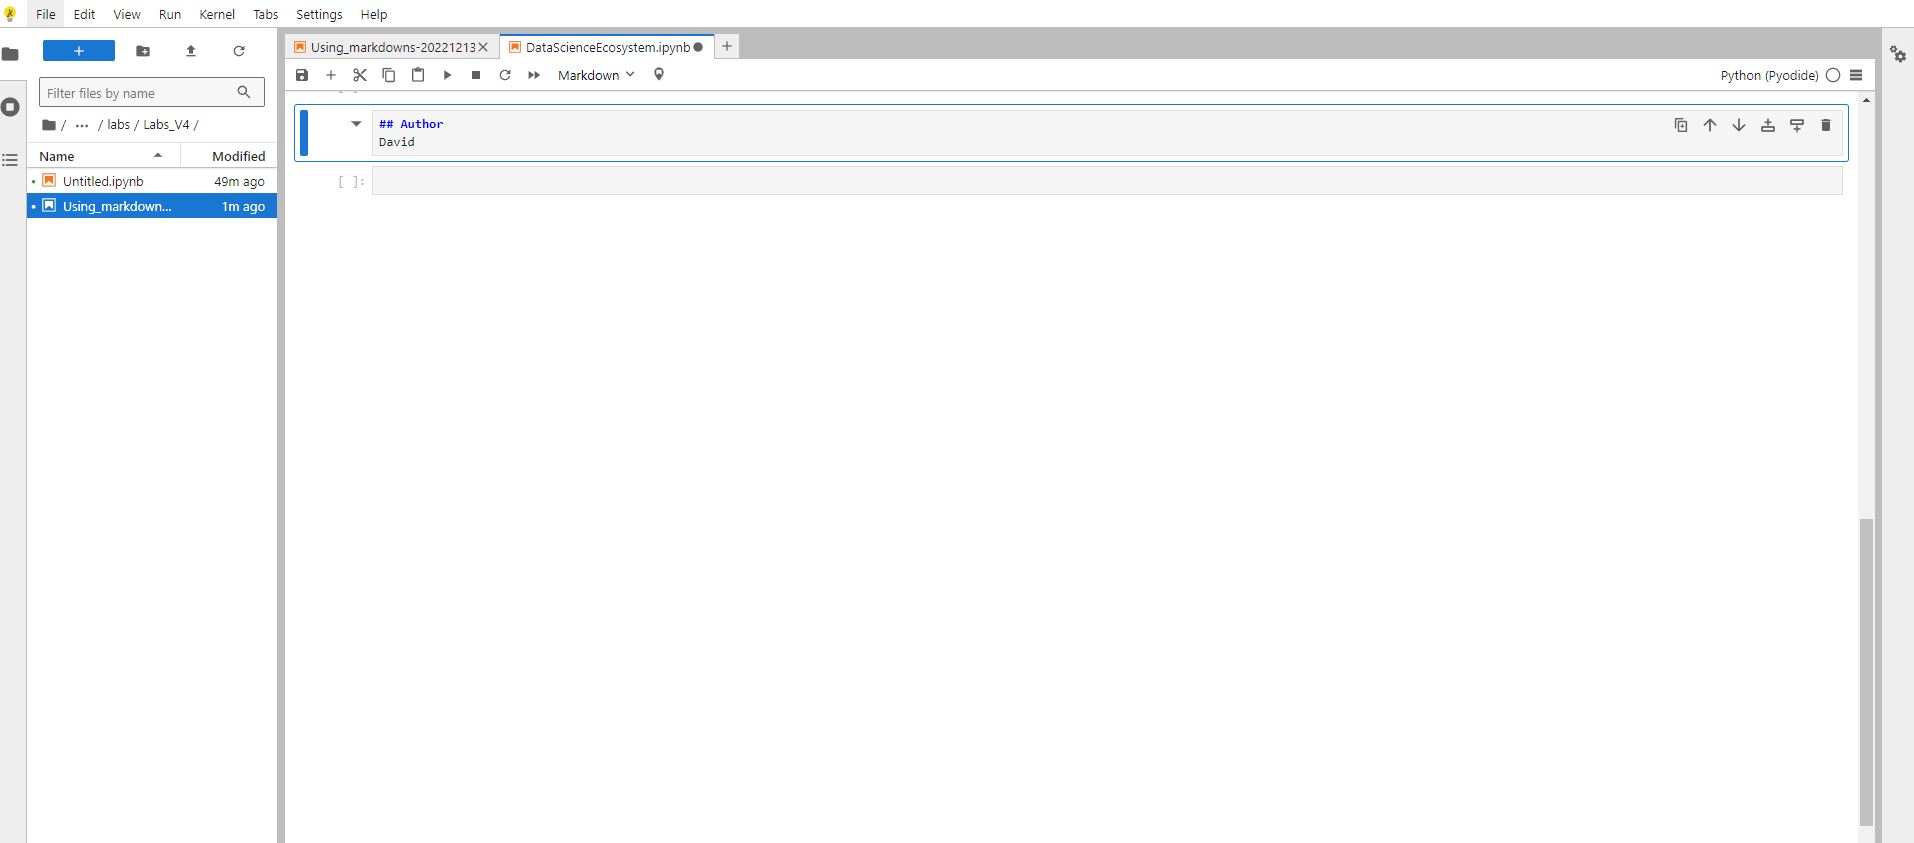 File Edit View Run Kernel Tabs Settings Help
+
Filter files by name
/ ... / labs / Labs_V4 /
Name Modified
Untitled.ipynb 49m ago
Using_markdown... 1m ago
Using_markdowns-20221213
DataScienceEcosystem.ipynb
+
Markdown
Python (Pyodide)
## Author
David
[ ]: